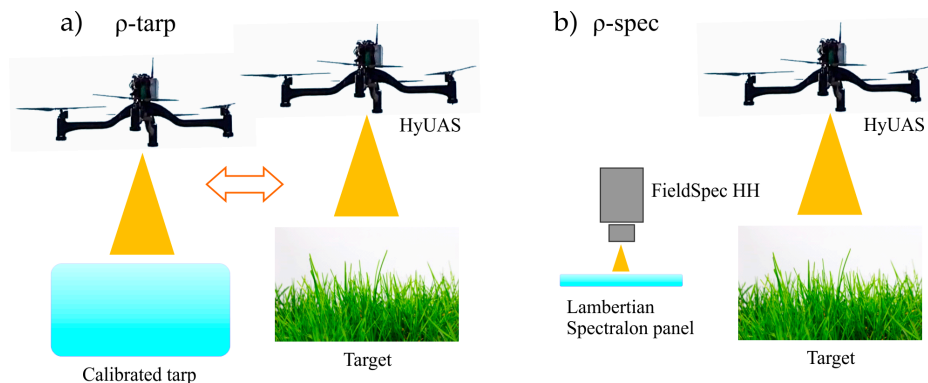 a) ρ-tarp
HyUAS
Calibrated tarp
Target
b) ρ-spec
HyUAS
FieldSpec HH
Lambertian
Spectralon panel
Target